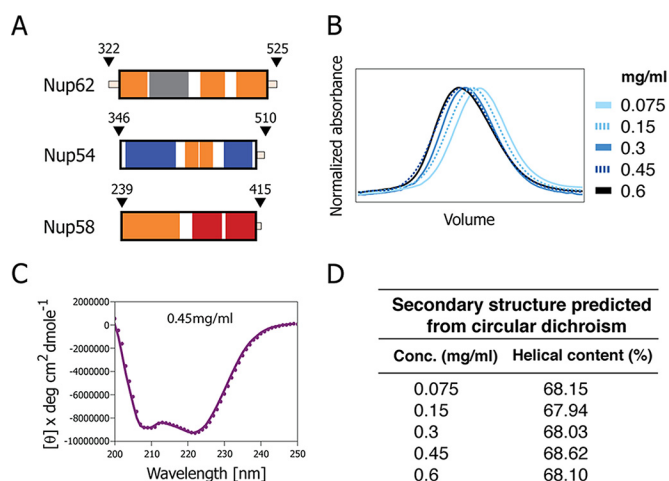 A
322
525
Nup62
346
510
Nup54
239
415
Nup58
B
Normalized absorbance
Volume
mg/ml
0.075
0.15
0.3
0.45
0.6
C
0.45mg/ml
[θ] x deg cm2 dmole-1
2000000
0
-2000000
-4000000
-6000000
-8000000
-10000000
200 210 220 230 240 250
Wavelength [nm]
D
Secondary structure predicted
from circular dichroism
Conc. (mg/ml) Helical content (%)
0.075 68.15
0.15 67.94
0.3 68.03
0.45 68.62
0.6 68.10